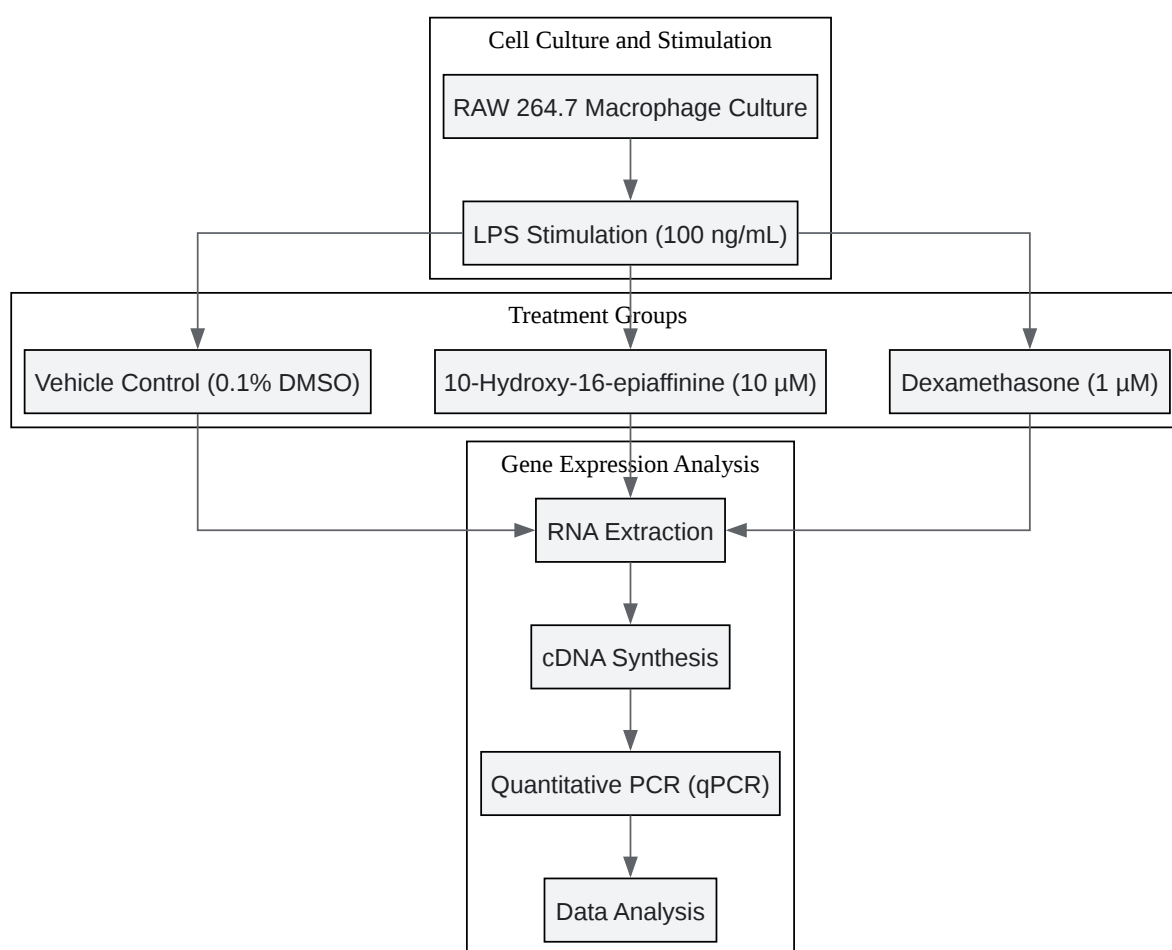 Cell Culture and Stimulation
RAW 264.7 Macrophage Culture
LPS Stimulation (100 ng/mL)
Treatment Groups
Vehicle Control (0.1% DMSO)
10-Hydroxy-16-epiaffinine (10 µM)
Dexamethasone (1 µM)
Gene Expression Analysis
RNA Extraction
cDNA Synthesis
Quantitative PCR (qPCR)
Data Analysis